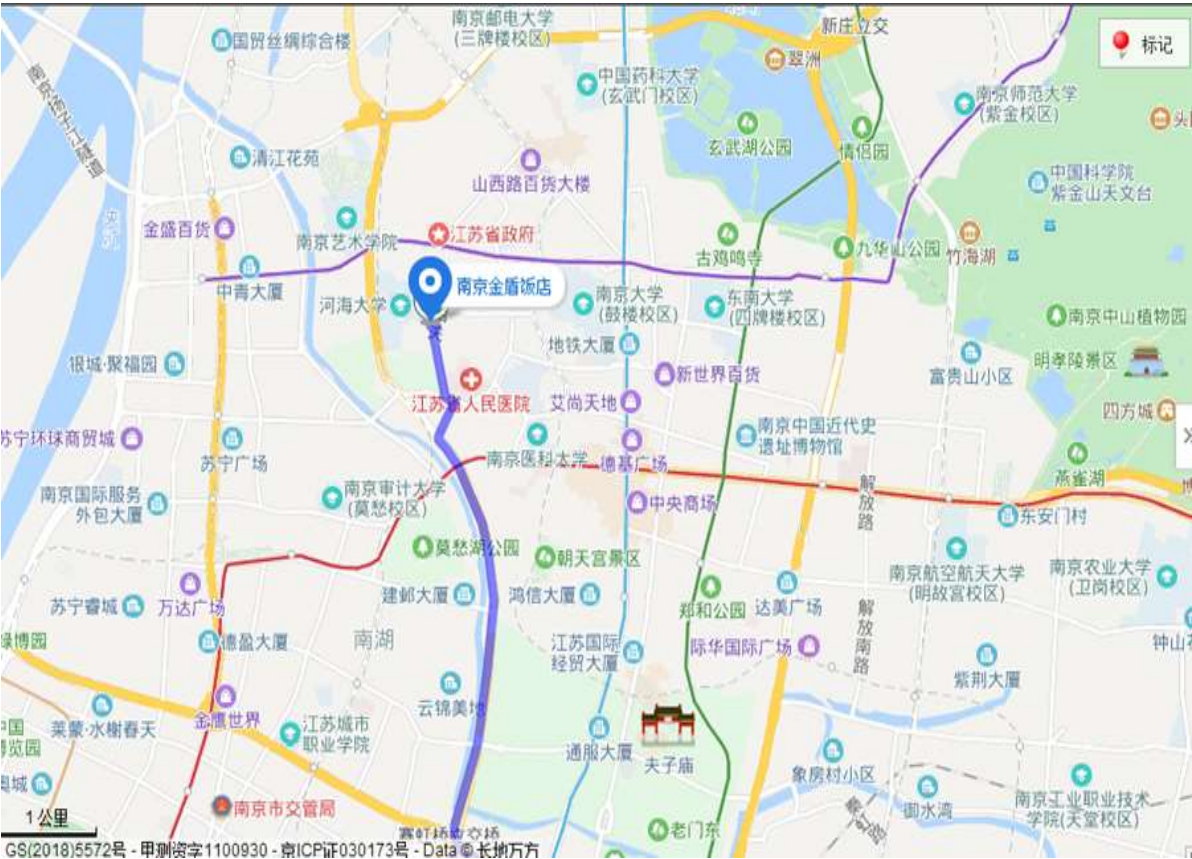 南京邮电大学
(三牌楼校区)
新庄立交
国贸丝绸综合楼
翠洲
标记
南京扬子江隧道
中国药科大学
(玄武门校区)
南京师范大学
(紫金校区)
玄武湖公园
情侣园
清江花苑
山西路百货大楼
中国科学院
紫金山天文台
金盛百货
南京艺术学院
江苏省政府
古鸡鸣寺
九华山公园
竹海湖
中青大厦
河海大学
南京金盾饭店
南京大学
(鼓楼校区)
东南大学
(四牌楼校区)
南京中山植物园
地铁大厦
银城·聚福园
新世界百货
富贵山小区
明孝陵景区
江苏省人民医院
艾尚天地
四方城
苏宁环球商贸城
苏宁广场
南京医科大学
德基广场
南京中国近代史
遗址博物馆
燕雀湖
南京国际服务
外包大厦
南京审计大学
(莫愁校区)
中央商场
解放路
东安门村
莫愁湖公园
朝天宫景区
南京航空航天大学
(明故宫校区)
南京农业大学
(卫岗校区)
苏宁睿城
万达广场
建邺大厦
鸿信大厦
郑和公园
达美广场
解放南路
绿博园
德盈大厦
南湖
江苏国际
经贸大厦
际华国际广场
紫荆大厦
云锦美地
莱蒙·水榭春天
金鹰世界
江苏城市
职业学院
通服大厦
夫子庙
象房村小区
御水湾
南京工业职业技术
学院(天堂校区)
南京市交管局
老门东
1公里
赛虹桥立交桥
GS(2018)5572号 - 甲测资字1100930 - 京ICP证030173号 - Data © 长地万方